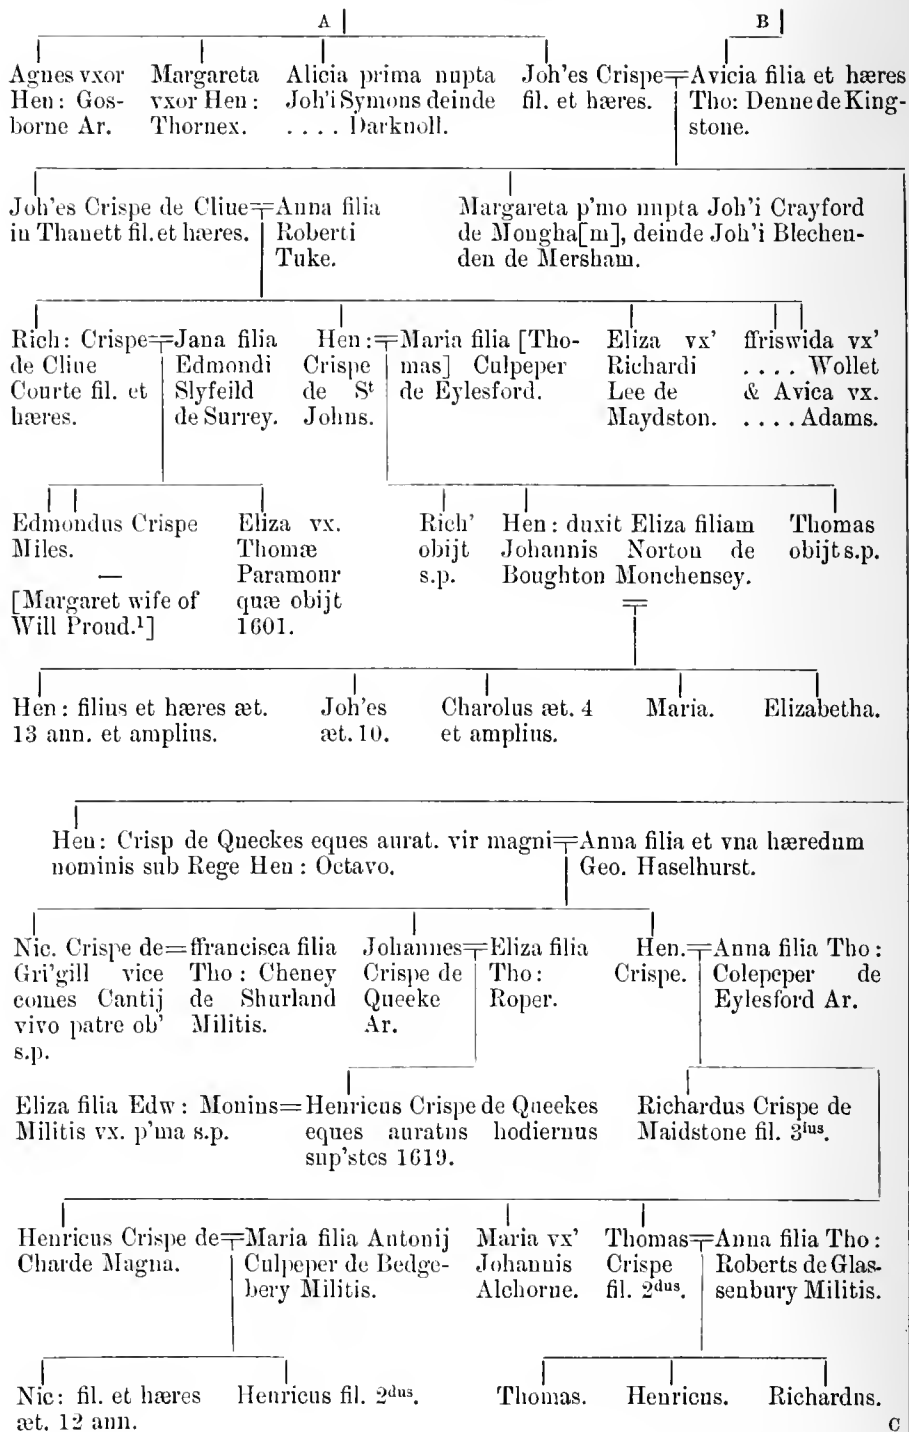 A B
Agnes vxor
Hen: Gos-
borne Ar.
Margareta
vxor Hen:
Thornex.
Alicia prima nupta
Joh'i Symons deinde
.... Darknoll.
Joh'es Crispe
fil. et hæres.
Avicia filia et hæres
Tho: Denne de King-
stone.
Joh'es Crispe de Cliue
in Thanett fil. et hæres.
Anna filia
Roberti
Tuke.
Margareta p'mo nupta Joh'i Crayford
de Mongha[m], deinde Joh'i Blechen-
den de Mersham.
Rich: Crispe
de Cliue
Courte fil. et
hæres.
Jana filia
Edmondi
Slyfeild
de Surrey.
Hen:
Crispe
de St
Johns.
Maria filia [Tho-
mas] Culpeper
de Eylesford.
Eliza vx'
Richardi
Lee de
Maydston.
ffriswida vx'
.... Wollet
& Avica vx.
.... Adams.
Edmondus Crispe
Miles.
—
[Margaret wife of
Will Proud.¹]
Eliza vx.
Thomæ
Paramour
quæ obijt
1601.
Rich'
obijt
s.p.
Hen: duxit Eliza filiam
Johannis Norton de
Boughton Monchensey.
Thomas
obijt s.p.
Hen: filius et hæres æt.
13 ann. et amplius.
Joh'es
æt. 10.
Charolus æt. 4
et amplius.
Maria.
Elizabetha.
Hen: Crisp de Queckes eques aurat. vir magni
nominis sub Rege Hen: Octavo.
Anna filia et vna hæredum
Geo. Haselhurst.
Nic. Crispe de
Gri'gill vice
comes Cantij
vivo patre ob'
s.p.
ffrancisca filia
Tho: Cheney
de Shurland
Militis.
Johannes
Crispe de
Queeke
Ar.
Eliza filia
Tho:
Roper.
Hen.
Crispe.
Anna filia Tho:
Colepeper de
Eylesford Ar.
Eliza filia Edw: Monins
Militis vx. p'ma s.p.
Henricus Crispe de Queekes
eques auratus hodiernus
sup'stes 1619.
Richardus Crispe de
Maidstone fil. 3ius.
Henricus Crispe de
Charde Magna.
Maria filia Antonij
Culpeper de Bedge-
bery Militis.
Maria vx'
Johannis
Alchorne.
Thomas
Crispe
fil. 2dus.
Anna filia Tho:
Roberts de Glas-
senbury Militis.
Nic: fil. et hæres
æt. 12 ann.
Henricus fil. 2dus.
Thomas.
Henricus.
Richardus.
C